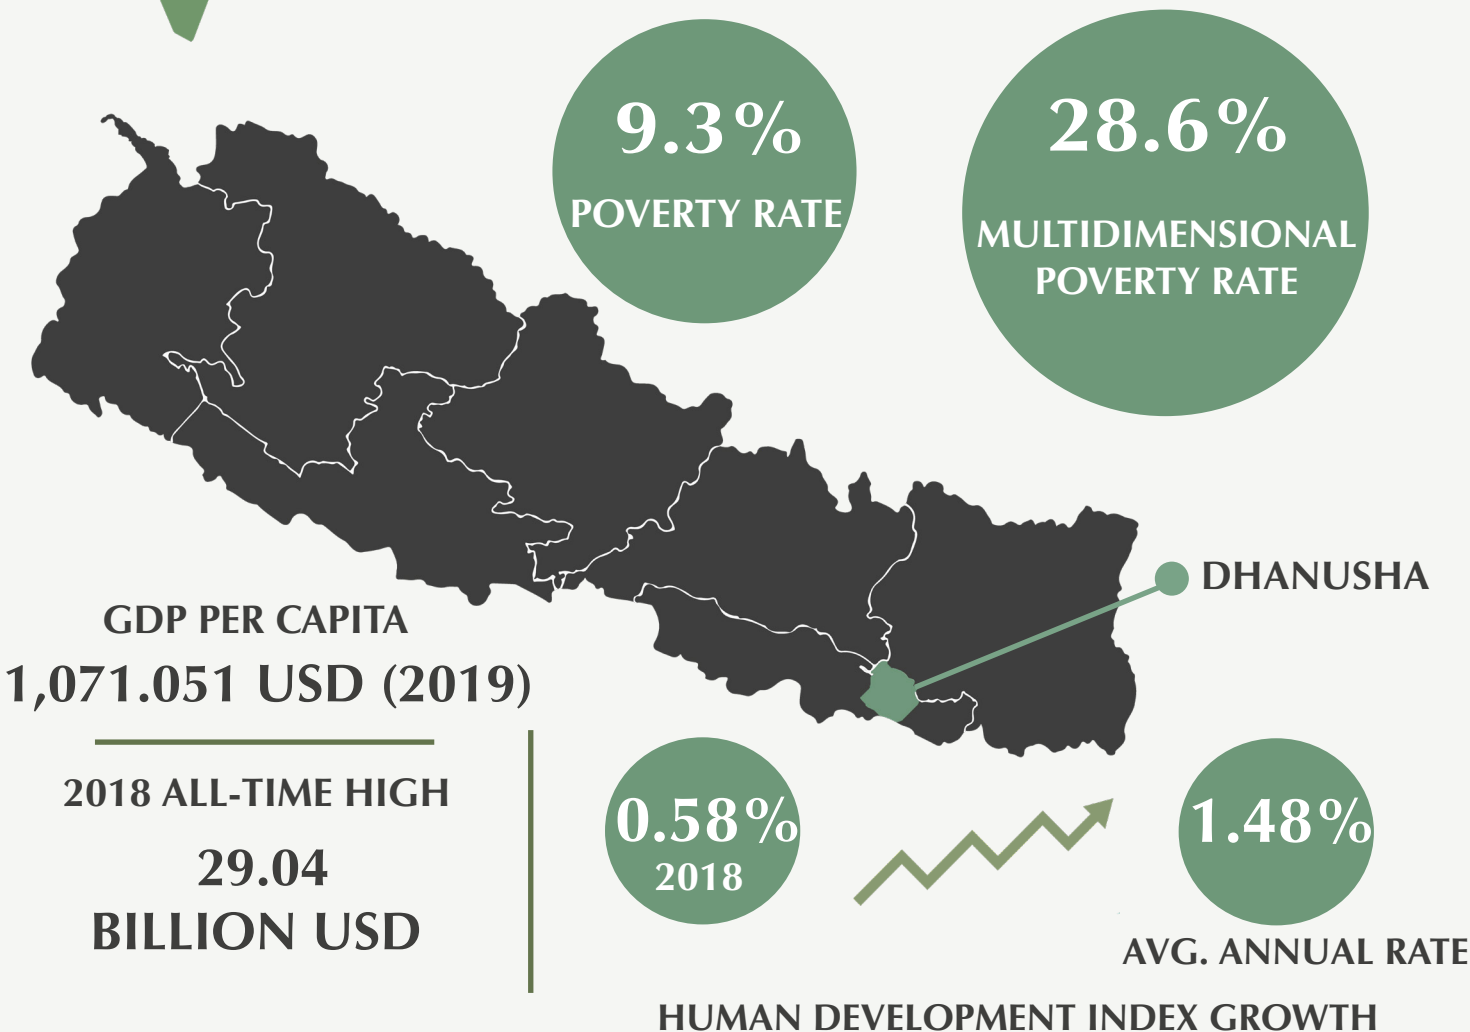 9.3%
POVERTY RATE
28.6%
MULTIDIMENSIONAL
POVERTY RATE
DHANUSHA
GDP PER CAPITA
1,071.051 USD (2019)
2018 ALL-TIME HIGH
29.04
BILLION USD
0.58%
2018
1.48%
AVG. ANNUAL RATE
HUMAN DEVELOPMENT INDEX GROWTH